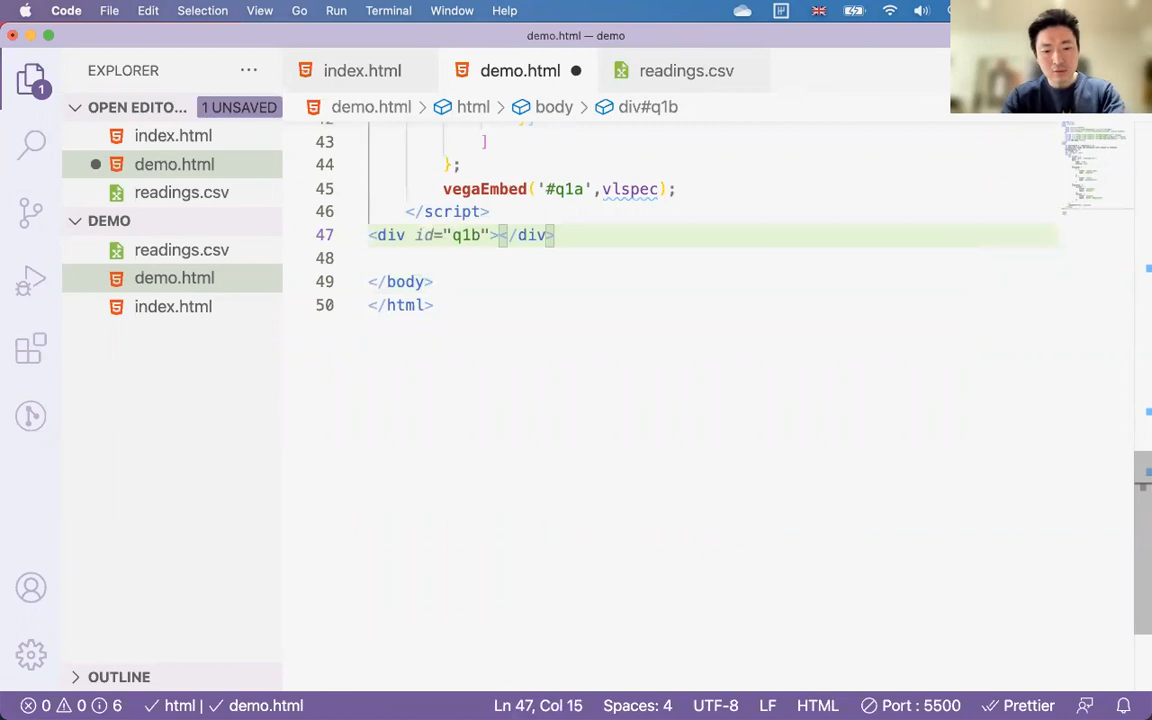 Code File Edit Selection View Go Run Terminal Window Help
demo.html — demo
EXPLORER ···
index.html
demo.html
readings.csv
OPEN EDITO... 1 UNSAVED
demo.html > html > body > div#q1b
1
index.html
demo.html
readings.csv
DEMO
readings.csv
demo.html
index.html
43 ]
44 };
45 vegaEmbed('#q1a',vlspec);
46 </script>
47 <div id="q1b"></div>
48
49 </body>
50 </html>
OUTLINE
0 0 6 html | demo.html Ln 47, Col 15 Spaces: 4 UTF-8 LF HTML Port : 5500 Prettier